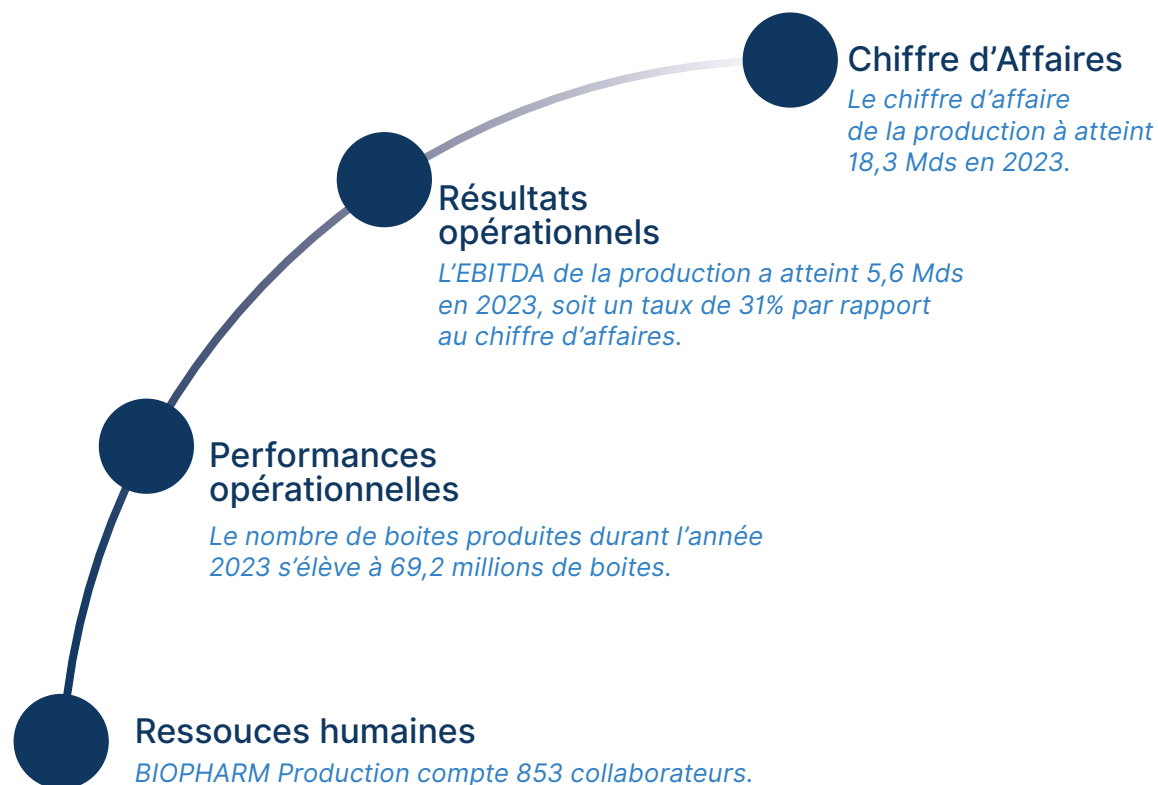 Chiffre d’Affaires
Le chiffre d’affaire
de la production à atteint
18,3 Mds en 2023.
Résultats
opérationnels
L’EBITDA de la production a atteint 5,6 Mds
en 2023, soit un taux de 31% par rapport
au chiffre d’affaires.
Performances
opérationnelles
Le nombre de boites produites durant l’année
2023 s’élève à 69,2 millions de boites.
Ressouces humaines
BIOPHARM Production compte 853 collaborateurs.